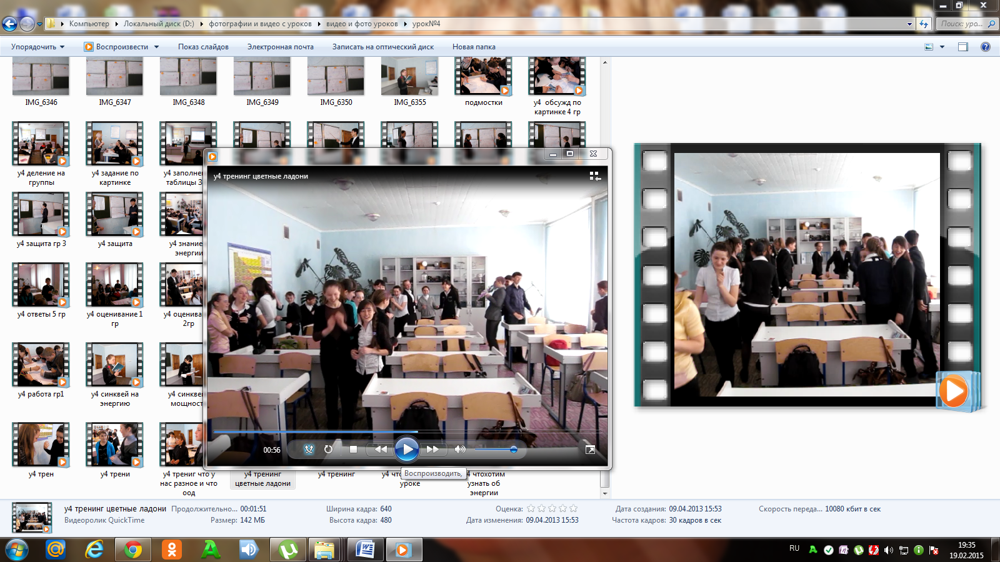 Компьютер ▸ Локальный диск (D:) ▸ фотографии и видео с уроков ▸ видео и фото уроков ▸ урок№4
Поиск: уро...
Упорядочить Воспроизвести Показ слайдов Электронная почта Записать на оптический диск Новая папка
IMG_6346 IMG_6347 IMG_6348 IMG_6349 IMG_6350 IMG_6355 подмостки у4 обсужд по
картинке 4 гр
у4 деление на
группы
у4 задание по
картинке
у4 заполнен
таблицы 3
у4 тренинг цветные ладони
у4 защита гр 3
у4 защита
у4 знание
энергии
у4 ответы 5 гр
у4 оценивание 1
гр
у4 оценива
2гр
у4 работа гр1
у4 синквей на
энергию
у4 синквей
мощност
00:56
Воспроизводить,
у4 трен
у4 трени
у4 трениг что у
нас разное и что
оод
у4 тренинг
цветные ладони
у4 тренинг
у4 что
уроке
чтохотим
узнать об
энергии
у4 тренинг цветные ладони
Видеоролик QuickTime
Продолжительно... 00:01:51
Размер: 142 МБ
Ширина кадра: 640
Высота кадра: 480
Оценка:
Дата изменения: 09.04.2013 15:53
Дата создания: 09.04.2013 15:53
Частота кадров: 30 кадров в сек
Скорость переда... 10080 кбит в сек
RU
19:35
19.02.2015